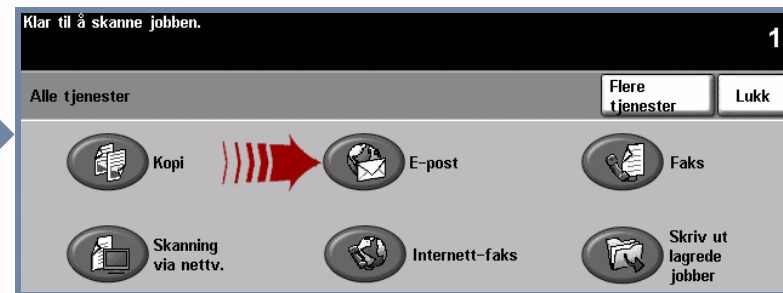 Klar til å skanne jobben.
1
Alle tjenester
Flere
tjenester
Lukk
Kopi
E-post
Faks
Skanning
via nettv.
Internett-faks
Skriv ut
lagrede
jobber